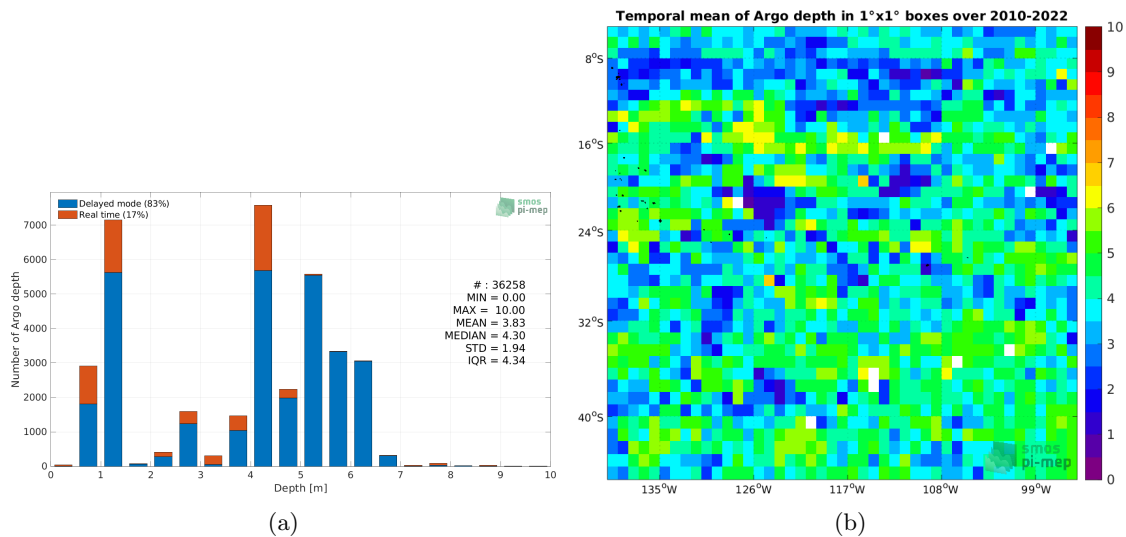 Temporal mean of Argo depth in 1°x1° boxes over 2010-2022
Delayed mode (83%)
Real time (17%)
smos
pi-mep
Number of Argo depth
7000
6000
5000
4000
3000
2000
1000
0
# : 36258
MIN = 0.00
MAX = 10.00
MEAN = 3.83
MEDIAN = 4.30
STD = 1.94
IQR = 4.34
0 1 2 3 4 5 6 7 8 9 10
Depth [m]
(a)
8°S
16°S
24°S
32°S
40°S
135°W 126°W 117°W 108°W 99°W
smos
pi-mep
10
9
8
7
6
5
4
3
2
1
0
(b)